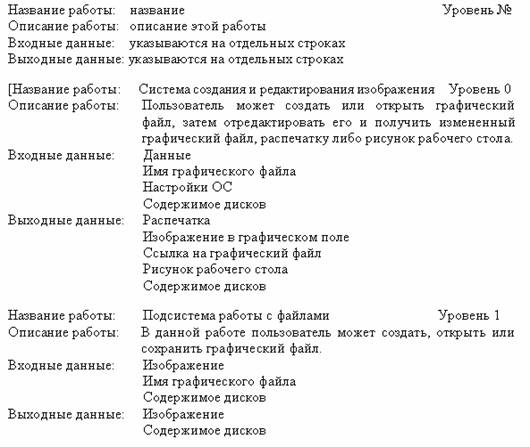 Название работы: название Уровень №
Описание работы: описание этой работы
Входные данные: указываются на отдельных строках
Выходные данные: указываются на отдельных строках
[Название работы: Система создания и редактирования изображения Уровень 0
Описание работы: Пользователь может создать или открыть графический
файл, затем отредактировать его и получить измененный
графический файл, распечатку либо рисунок рабочего стола.
Входные данные: Данные
Имя графического файла
Настройки ОС
Содержимое дисков
Выходные данные: Распечатка
Изображение в графическом поле
Ссылка на графический файл
Рисунок рабочего стола
Содержимое дисков
Название работы: Подсистема работы с файлами Уровень 1
Описание работы: В данной работе пользователь может создать, открыть или
сохранить графический файл.
Входные данные: Изображение
Имя графического файла
Содержимое дисков
Выходные данные: Изображение
Содержимое дисков